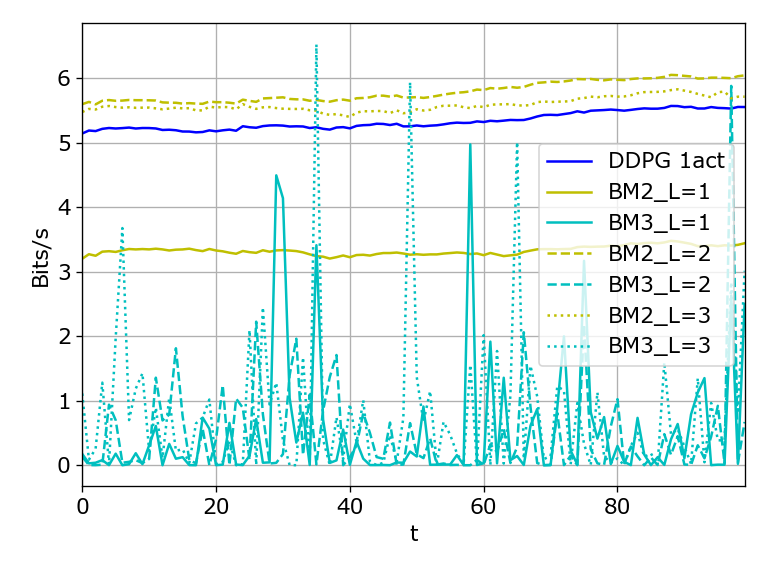 6
5
4
3
2
1
0
Bits/s
0 20 40 60 80
t
DDPG 1act
BM2_L=1
BM3_L=1
BM2_L=2
BM3_L=2
BM2_L=3
BM3_L=3